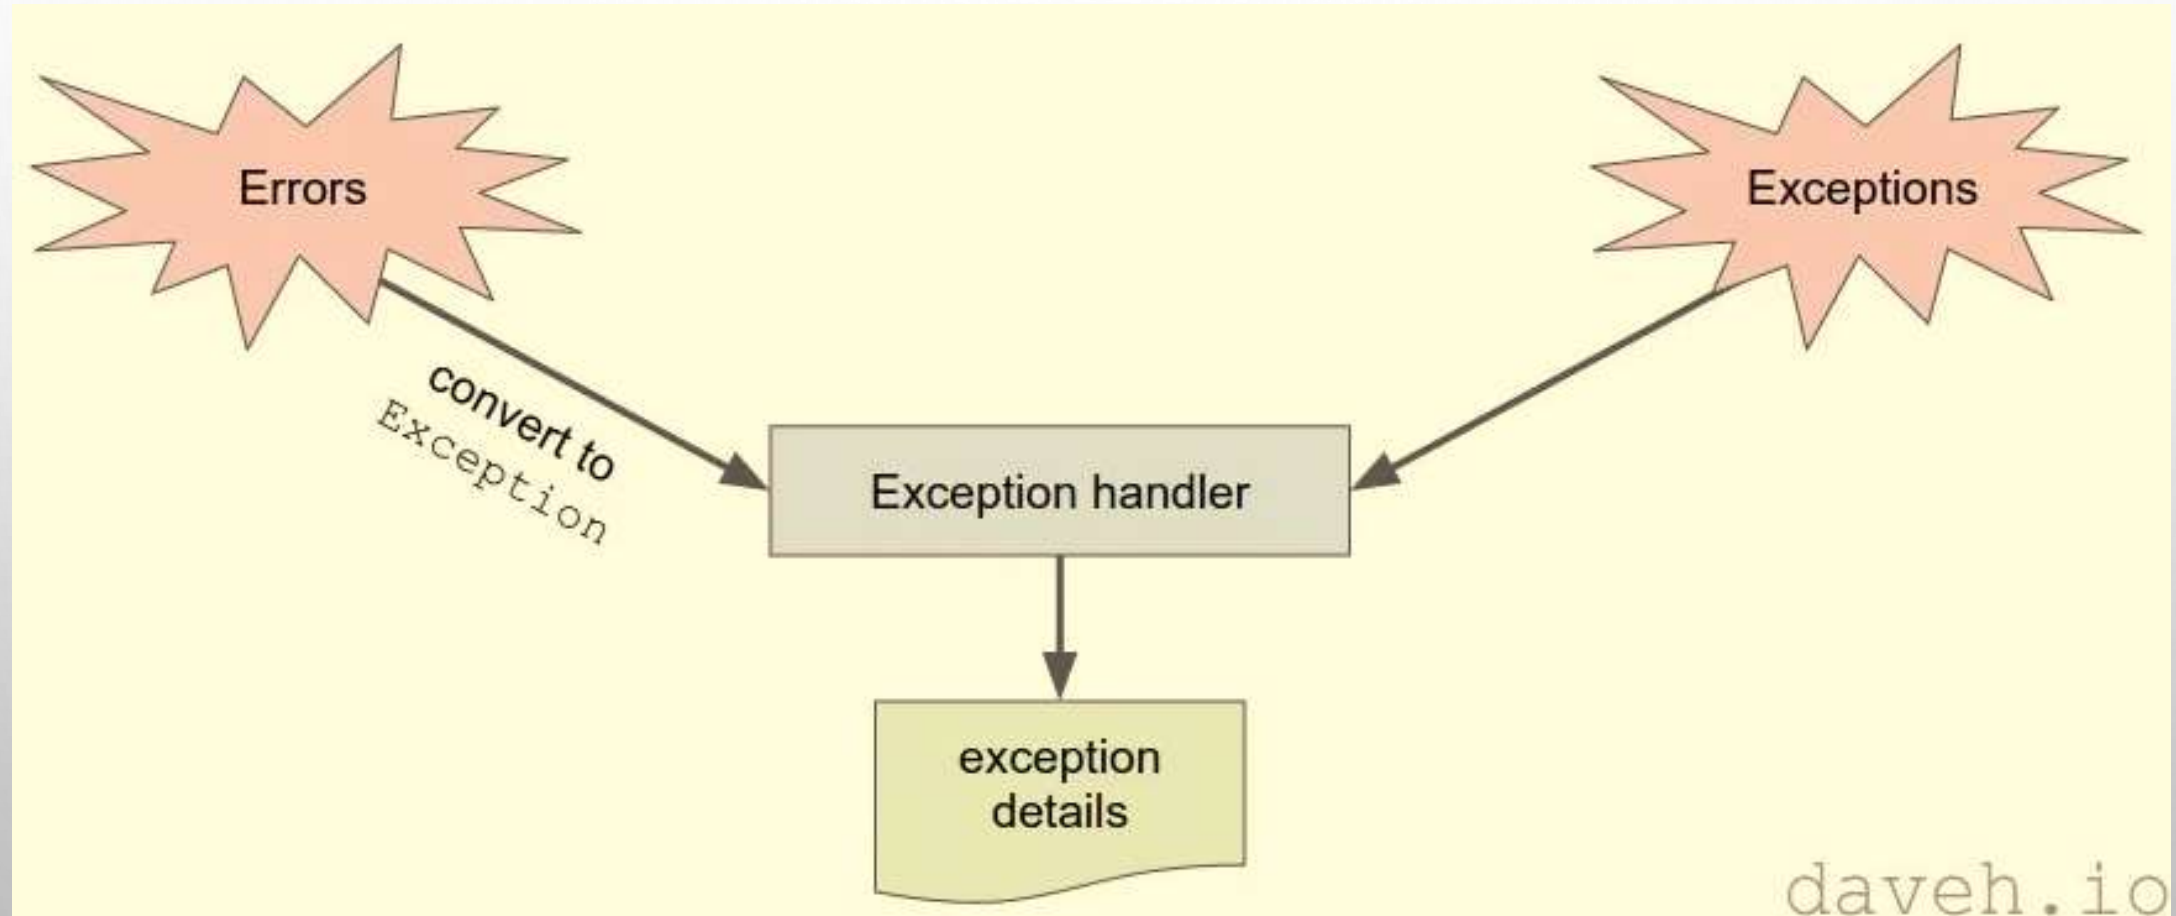 Errors
Exceptions
convert to
Exception
Exception handler
exception
details
daveh.io